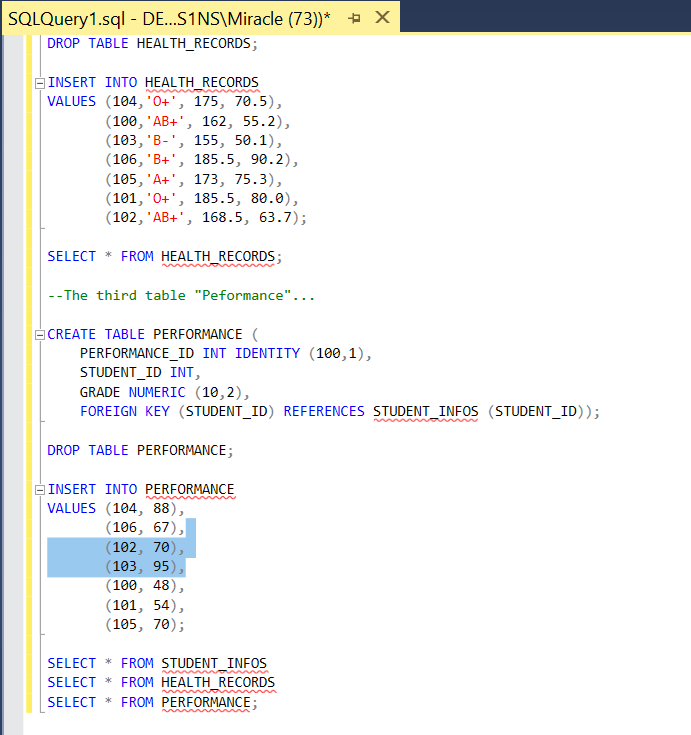 SQLQuery1.sql - DE...S1NS\Miracle (73))*
DROP TABLE HEALTH_RECORDS;
INSERT INTO HEALTH_RECORDS
VALUES (104,'O+', 175, 70.5),
(100,'AB+', 162, 55.2),
(103,'B-', 155, 50.1),
(106,'B+', 185.5, 90.2),
(105,'A+', 173, 75.3),
(101,'O+', 185.5, 80.0),
(102,'AB+', 168.5, 63.7);
SELECT * FROM HEALTH_RECORDS;
--The third table "Peformance"...
CREATE TABLE PERFORMANCE (
PERFORMANCE_ID INT IDENTITY (100,1),
STUDENT_ID INT,
GRADE NUMERIC (10,2),
FOREIGN KEY (STUDENT_ID) REFERENCES STUDENT_INFOS (STUDENT_ID));
DROP TABLE PERFORMANCE;
INSERT INTO PERFORMANCE
VALUES (104, 88),
(106, 67),
(102, 70),
(103, 95),
(100, 48),
(101, 54),
(105, 70);
SELECT * FROM STUDENT_INFOS
SELECT * FROM HEALTH_RECORDS
SELECT * FROM PERFORMANCE;